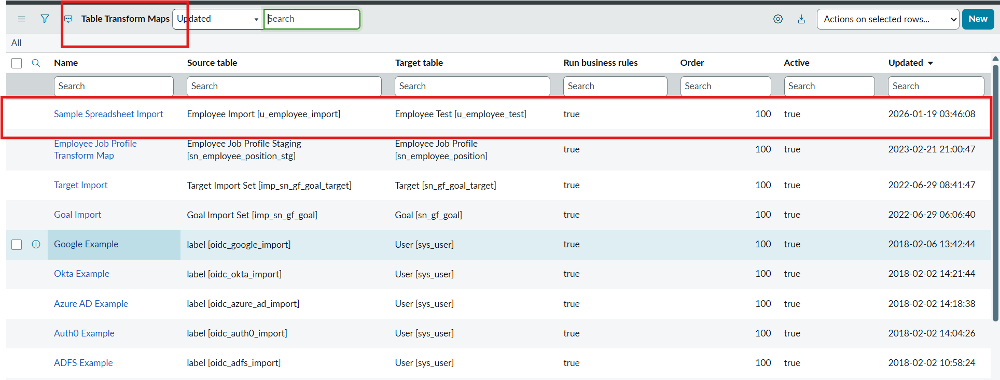 Table Transform Maps Updated Search Actions on selected rows... New
All
Name Source table Target table Run business rules Order Active Updated
Search Search Search Search Search Search Search
Sample Spreadsheet Import Employee Import [u_employee_import] Employee Test [u_employee_test] true 100 true 2026-01-19 03:46:08
Employee Job Profile Employee Job Profile Staging Employee Job Profile
Transform Map [sn_employee_position_stg] [sn_employee_position] true 100 true 2023-02-21 21:00:47
Target Import Target Import Set [imp_sn_gf_goal_target] Target [sn_gf_goal_target] true 100 true 2022-06-29 08:41:47
Goal Import Goal Import Set [imp_sn_gf_goal] Goal [sn_gf_goal] true 100 true 2022-06-29 06:06:40
Google Example label [oidc_google_import] User [sys_user] true 100 true 2018-02-06 13:42:44
Okta Example label [oidc_okta_import] User [sys_user] true 100 true 2018-02-02 14:21:44
Azure AD Example label [oidc_azure_ad_import] User [sys_user] true 100 true 2018-02-02 14:18:38
Auth0 Example label [oidc_auth0_import] User [sys_user] true 100 true 2018-02-02 14:04:26
ADFS Example label [oidc_adfs_import] User [sys_user] true 100 true 2018-02-02 10:58:24